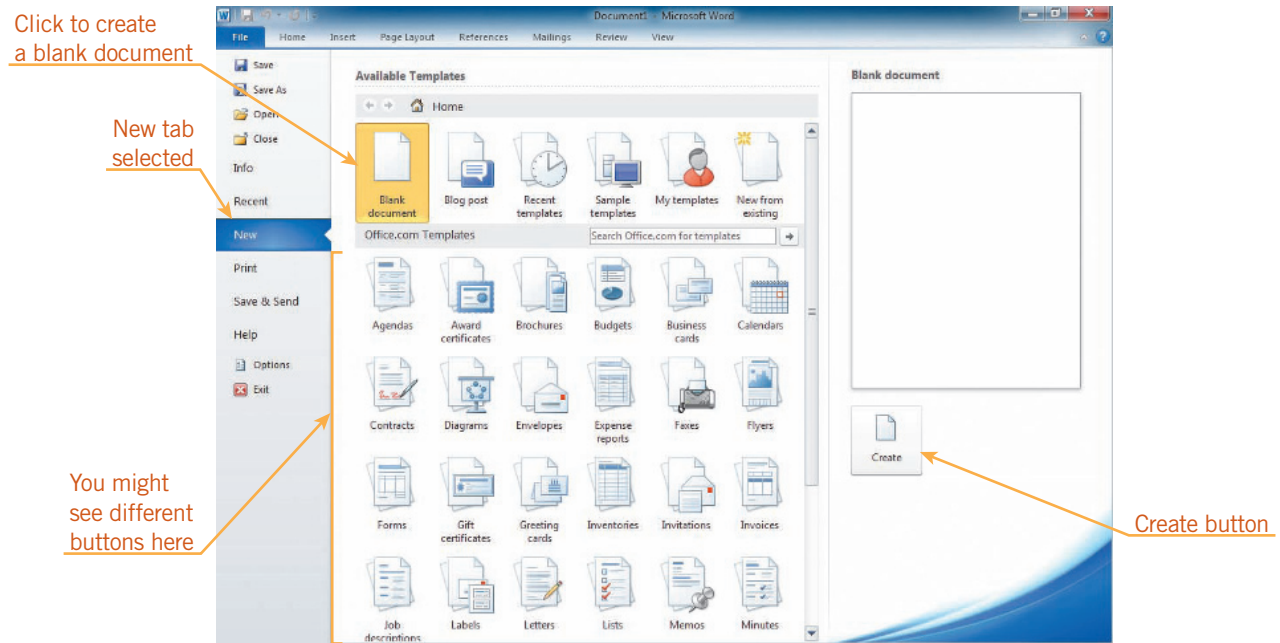 Click to create
a blank document
New tab
selected
You might
see different
buttons here
Create button
W
Document1 - Microsoft Word
File Home Insert Page Layout References Mailings Review View
Save
Save As
Open
Close
Info
Recent
New
Print
Save & Send
Help
Options
Exit
Available Templates
Home
Blank
document
Blog post
Recent
templates
Sample
templates
My templates
New from
existing
Office.com Templates
Search Office.com for templates
Agendas
Award
certificates
Brochures
Budgets
Business
cards
Calendars
Contracts
Diagrams
Envelopes
Expense
reports
Faxes
Flyers
Forms
Gift
certificates
Greeting
cards
Inventories
Invitations
Invoices
Job
descriptions
Labels
Letters
Lists
Memos
Minutes
Blank document
Create